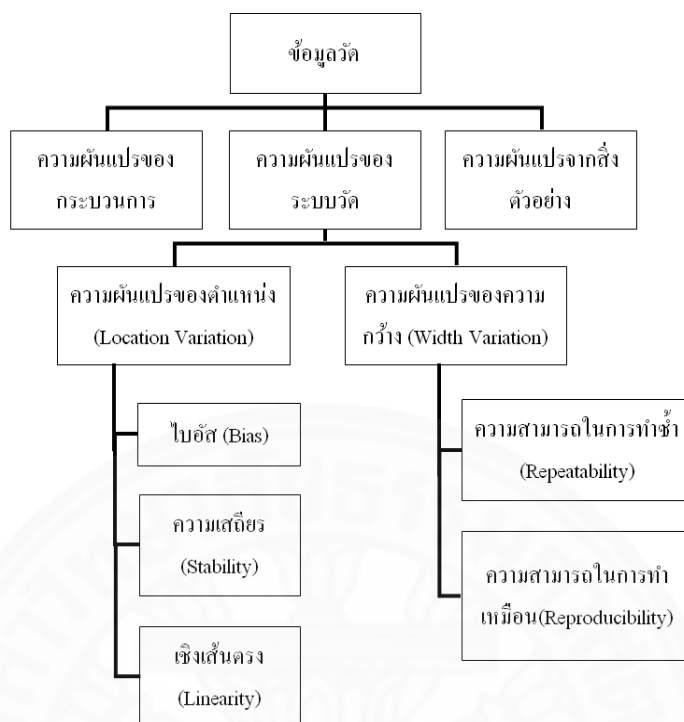 ข้อมูลวัด
ความผันแปรของ
กระบวนการ
ความผันแปรของ
ระบบวัด
ความผันแปรจากสิ่ง
ตัวอย่าง
ความผันแปรของตำแหน่ง
(Location Variation)
ความผันแปรของความ
กว้าง (Width Variation)
ไบอัส (Bias)
ความเสถียร
(Stability)
เชิงเส้นตรง
(Linearity)
ความสามารถในการทำซ้ำ
(Repeatability)
ความสามารถในการทำ
เหมือน(Reproducibility)